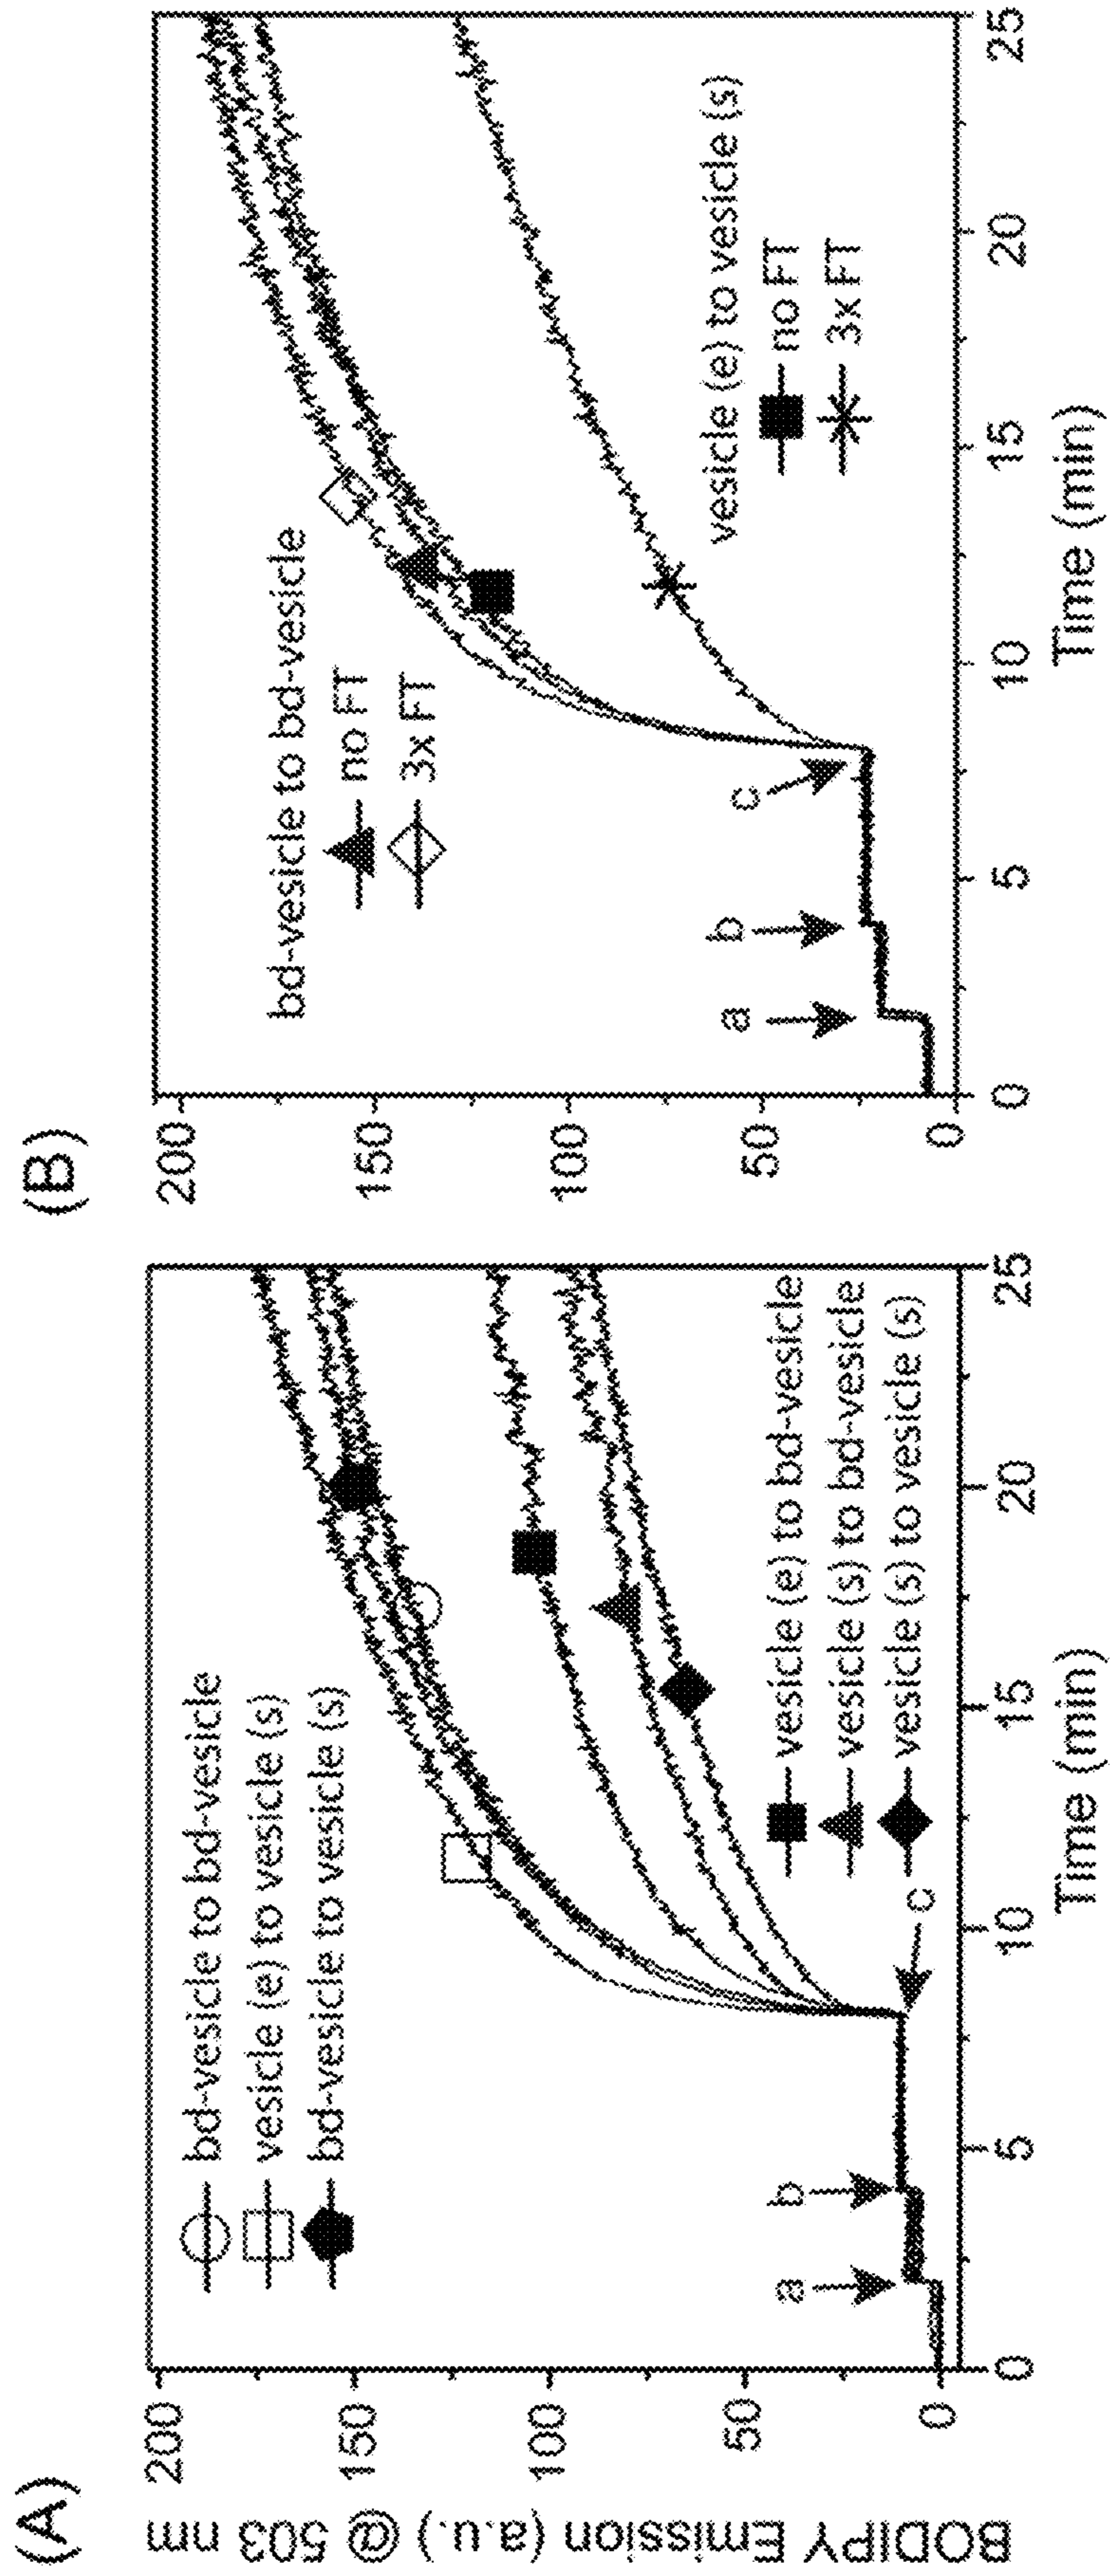 (A)
BODIPY Emission (a.u.) @ 503 nm
200
150
100
50
0
bd-vesicle to bd-vesicle
vesicle (e) to vesicle (s)
bd-vesicle to vesicle (s)
a
b
c
vesicle (e) to bd-vesicle
vesicle (s) to bd-vesicle
vesicle (s) to vesicle (s)
0 5 10 15 20 25
Time (min)
(B)
200
150
100
50
0
bd-vesicle to bd-vesicle
no FT
3x FT
a
b
c
vesicle (e) to vesicle (s)
no FT
3x FT
0 5 10 15 20 25
Time (min)